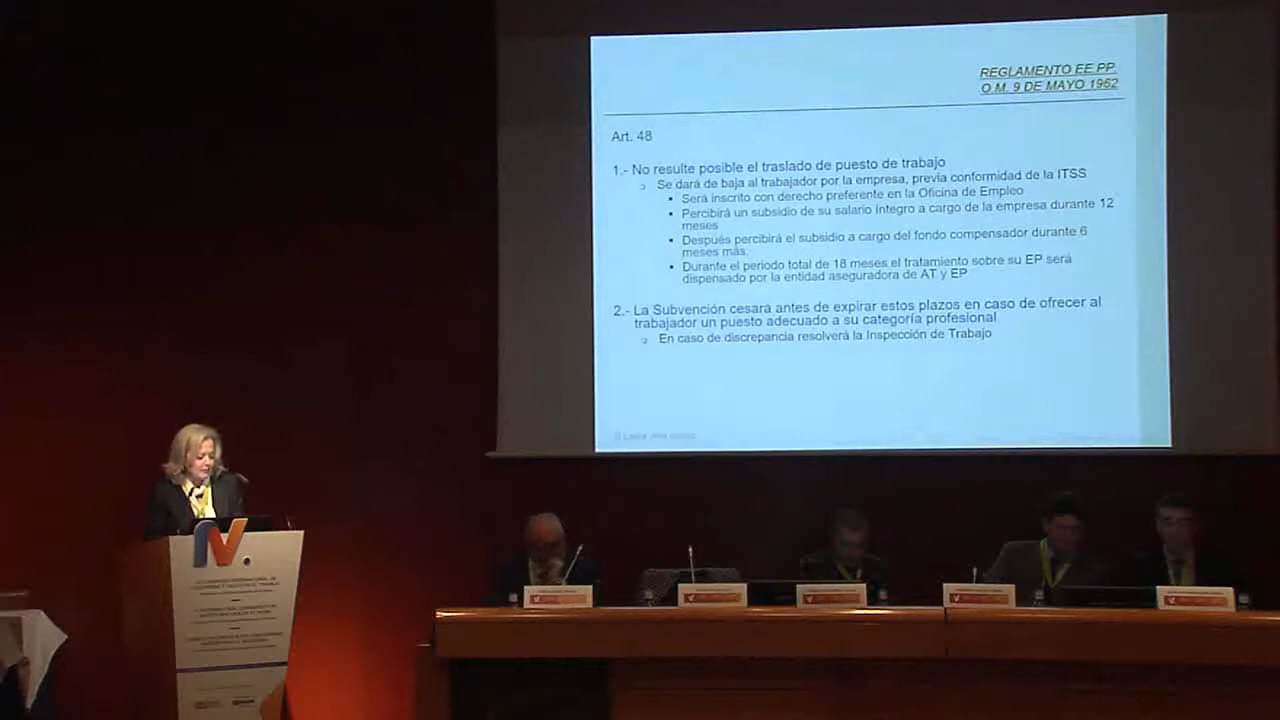 REGLAMENTO EE.PP.
O.M. 9 DE MAYO 1962
Art. 48
1.- No resulte posible el traslado de puesto de trabajo
Se dará de baja al trabajador por la empresa, previa conformidad de la ITSS
• Será inscrito con derecho preferente en la Oficina de Empleo
• Percibirá un subsidio de su salario íntegro a cargo de la empresa durante 12
meses
• Después percibirá el subsidio a cargo del fondo compensador durante 6
meses más.
• Durante el periodo total de 18 meses el tratamiento sobre su EP será
dispensado por la entidad aseguradora de AT y EP
2.- La Subvención cesará antes de expirar estos plazos en caso de ofrecer al
trabajador un puesto adecuado a su categoría profesional
En caso de discrepancia resolverá la Inspección de Trabajo